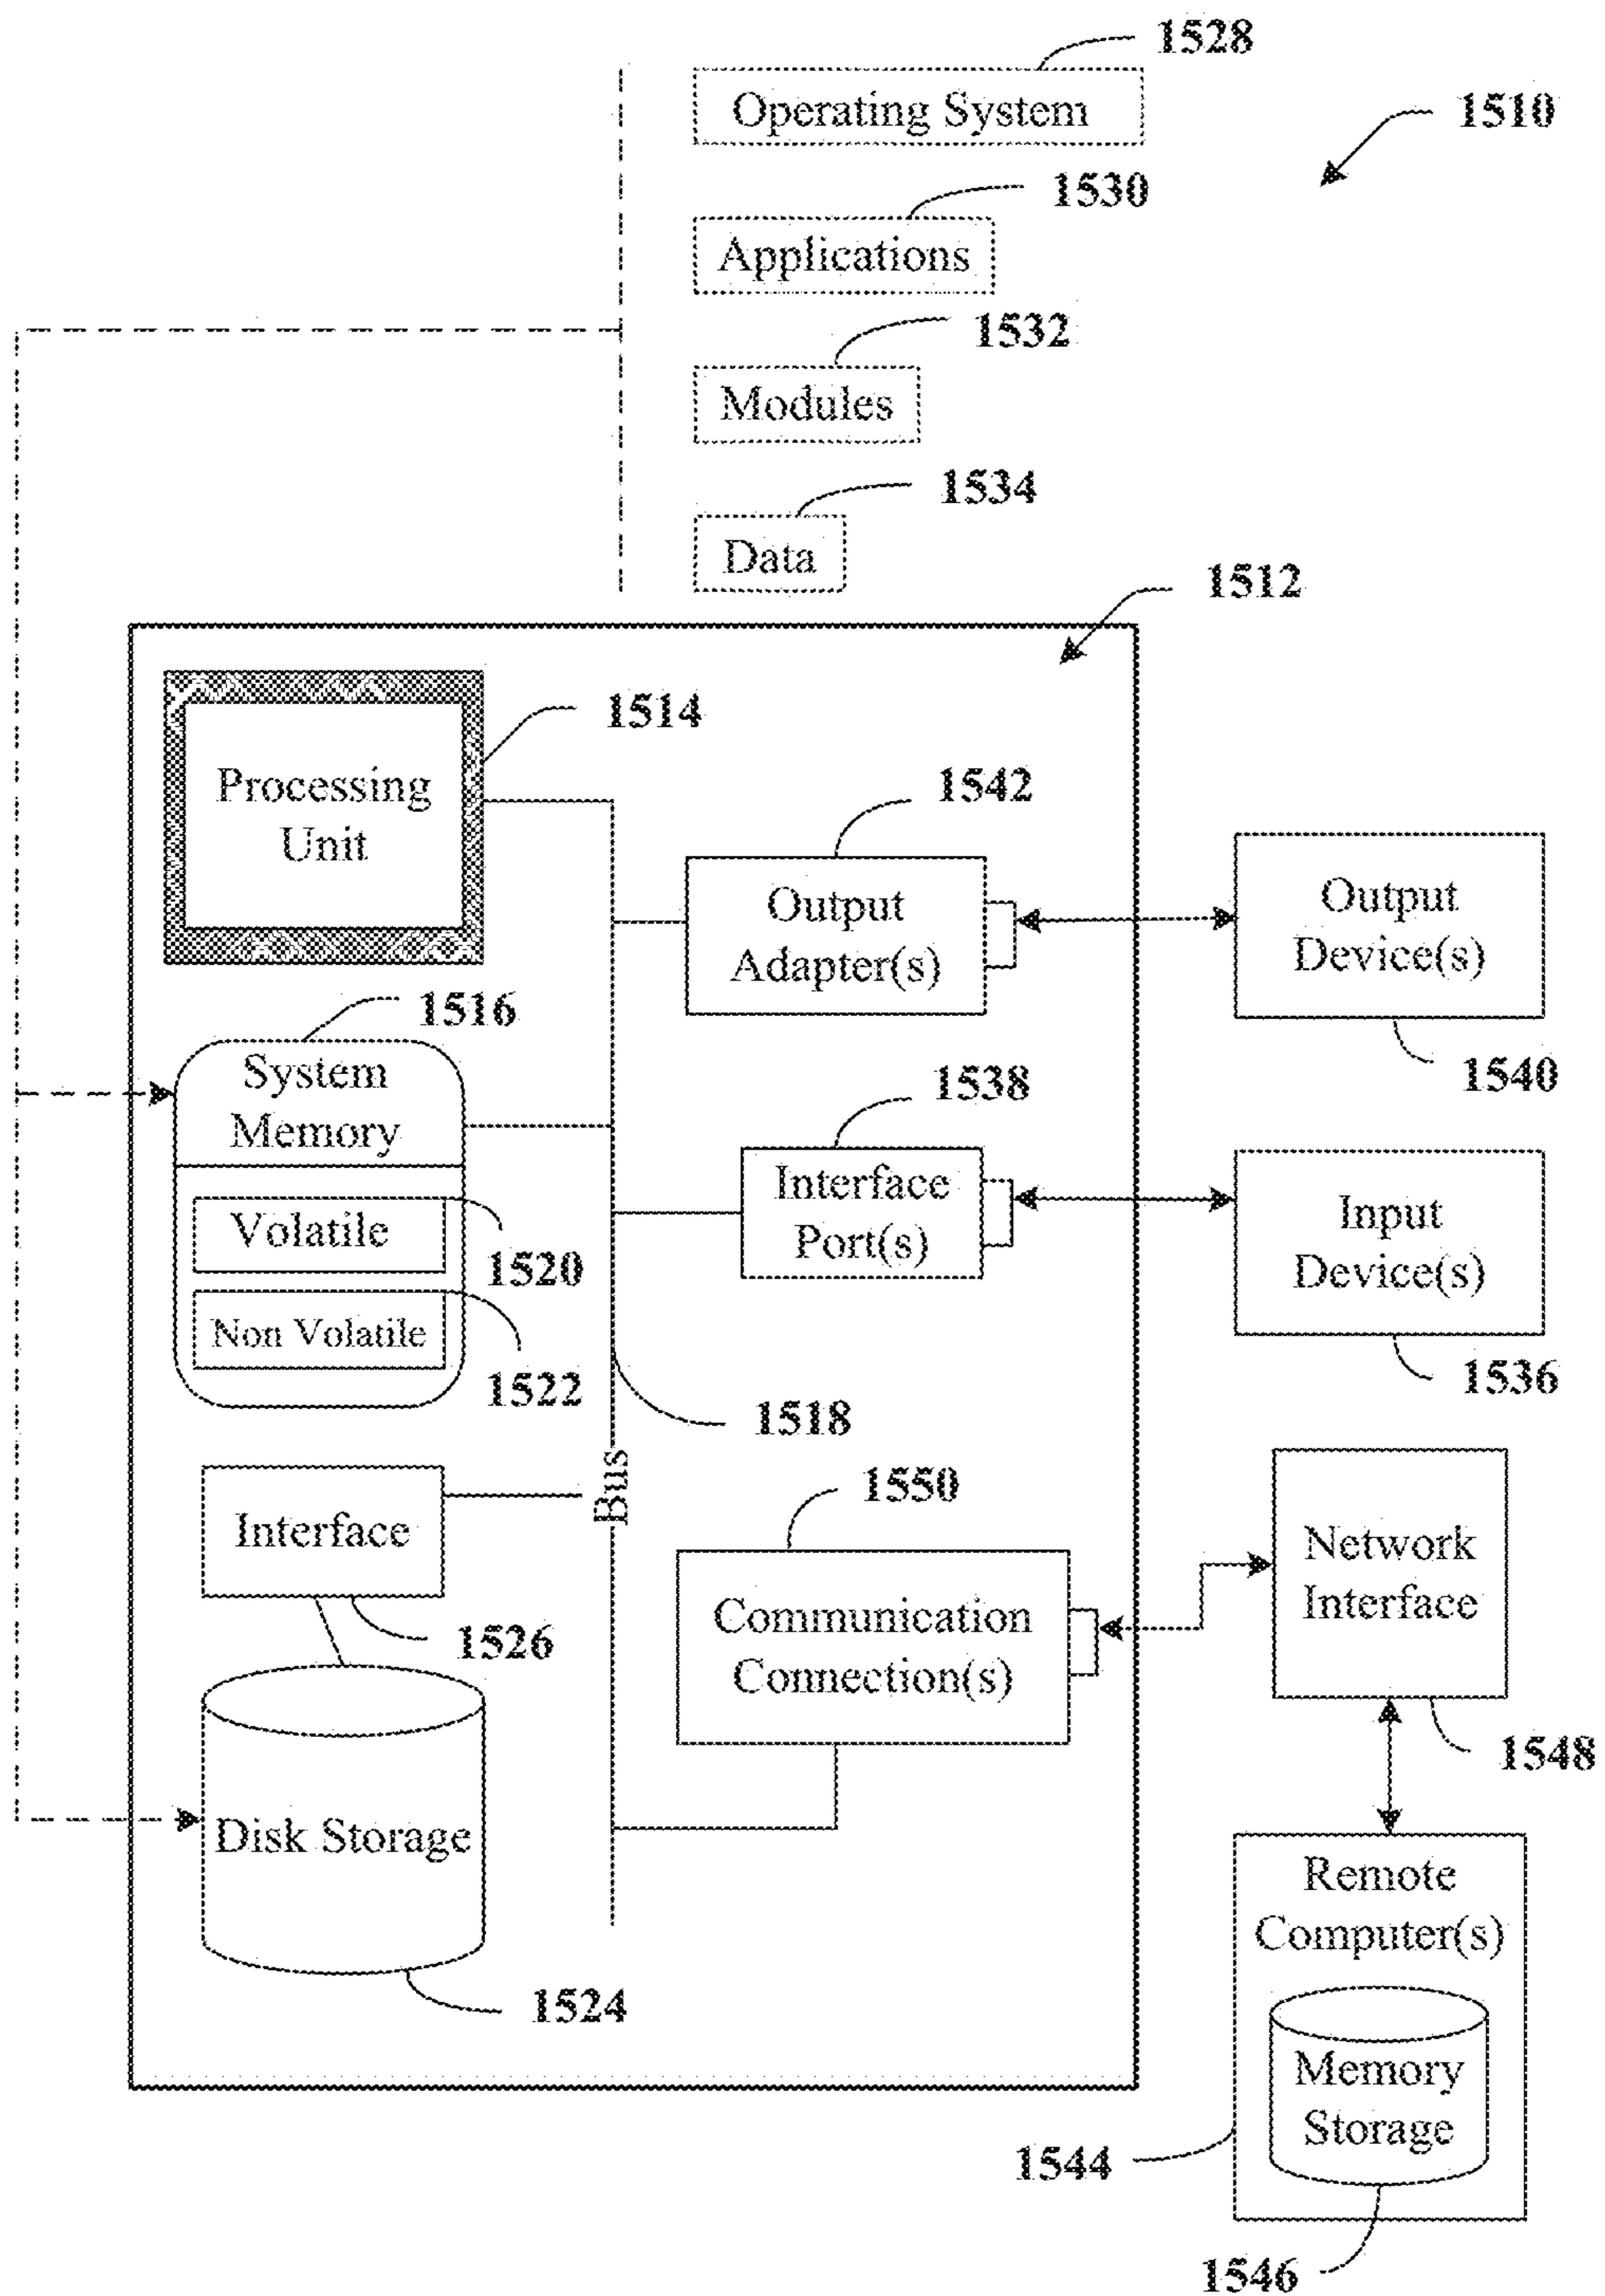 1528
Operating System
1510
1530
Applications
1532
Modules
1534
Data
1512
1514
Processing
Unit
1542
Output
Adapter(s)
Output
Device(s)
1540
1516
System
Memory
1538
Interface
Port(s)
Input
Device(s)
1536
Volatile
1520
Non Volatile
1522
1518
Bus
1550
Interface
1526
Communication
Connection(s)
Network
Interface
1548
Disk Storage
1524
Remote
Computer(s)
Memory
Storage
1544
1546